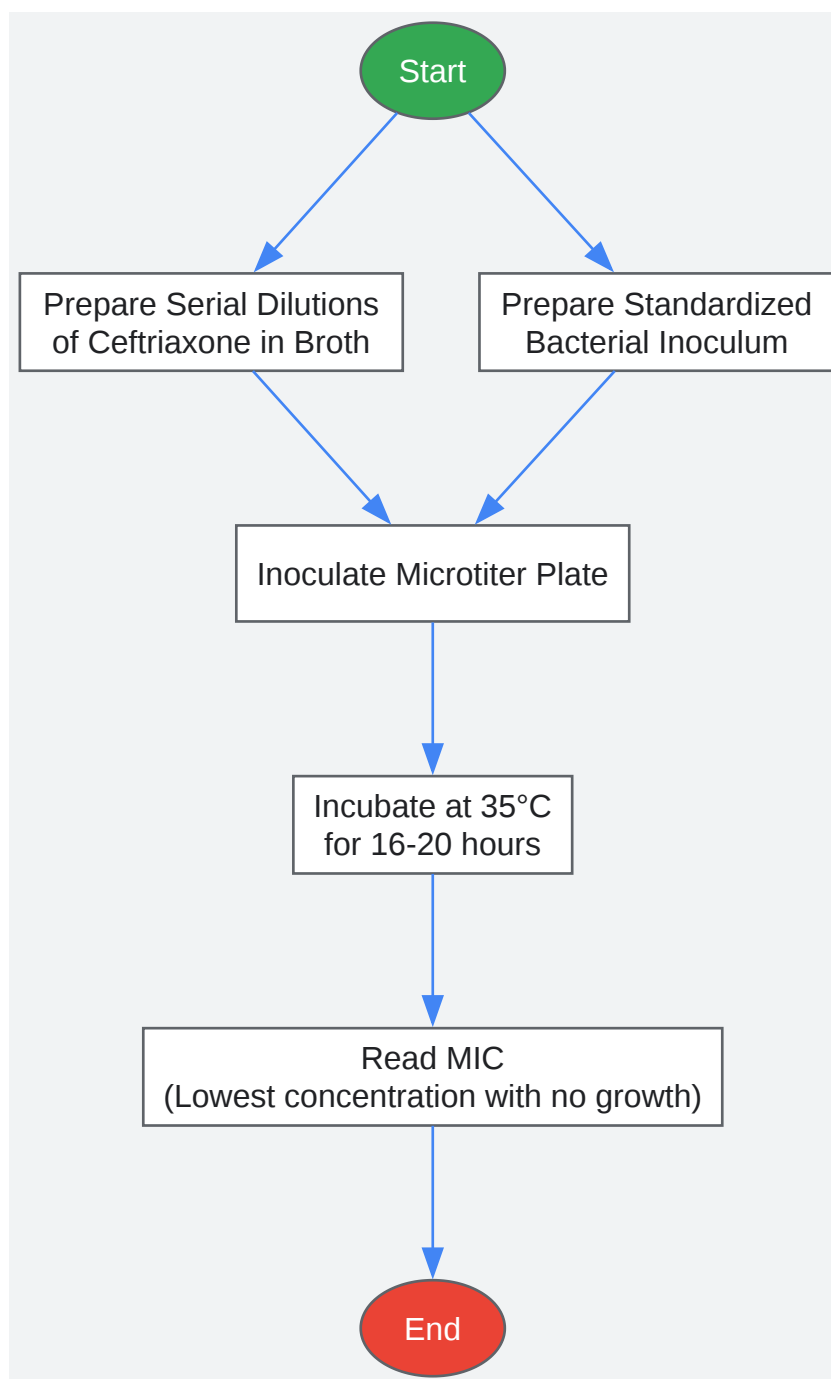 Start
Prepare Serial Dilutions
of Ceftriaxone in Broth
Prepare Standardized
Bacterial Inoculum
Inoculate Microtiter Plate
Incubate at 35°C
for 16-20 hours
Read MIC
(Lowest concentration with no growth)
End